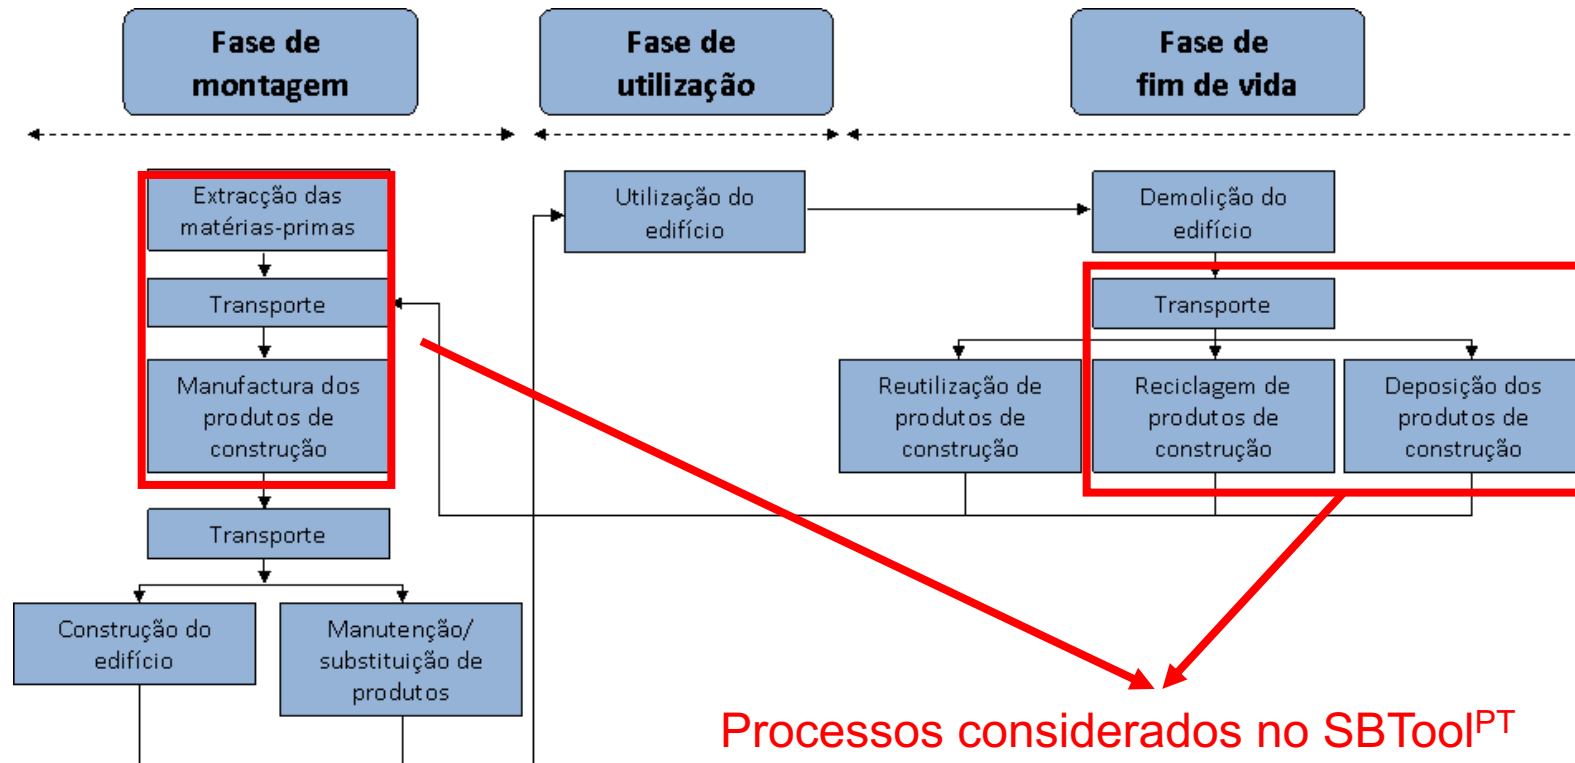 Fase de
montagem
Fase de
utilização
Fase de
fim de vida
Extracção das
matérias-primas
Transporte
Manufactura dos
produtos de
construção
Transporte
Construção do
edifício
Manutenção/
substituição de
produtos
Utilização do
edifício
Demolição do
edifício
Transporte
Reutilização de
produtos de
construção
Reciclagem de
produtos de
construção
Deposição dos
produtos de
construção
Processos considerados no SBToolPT